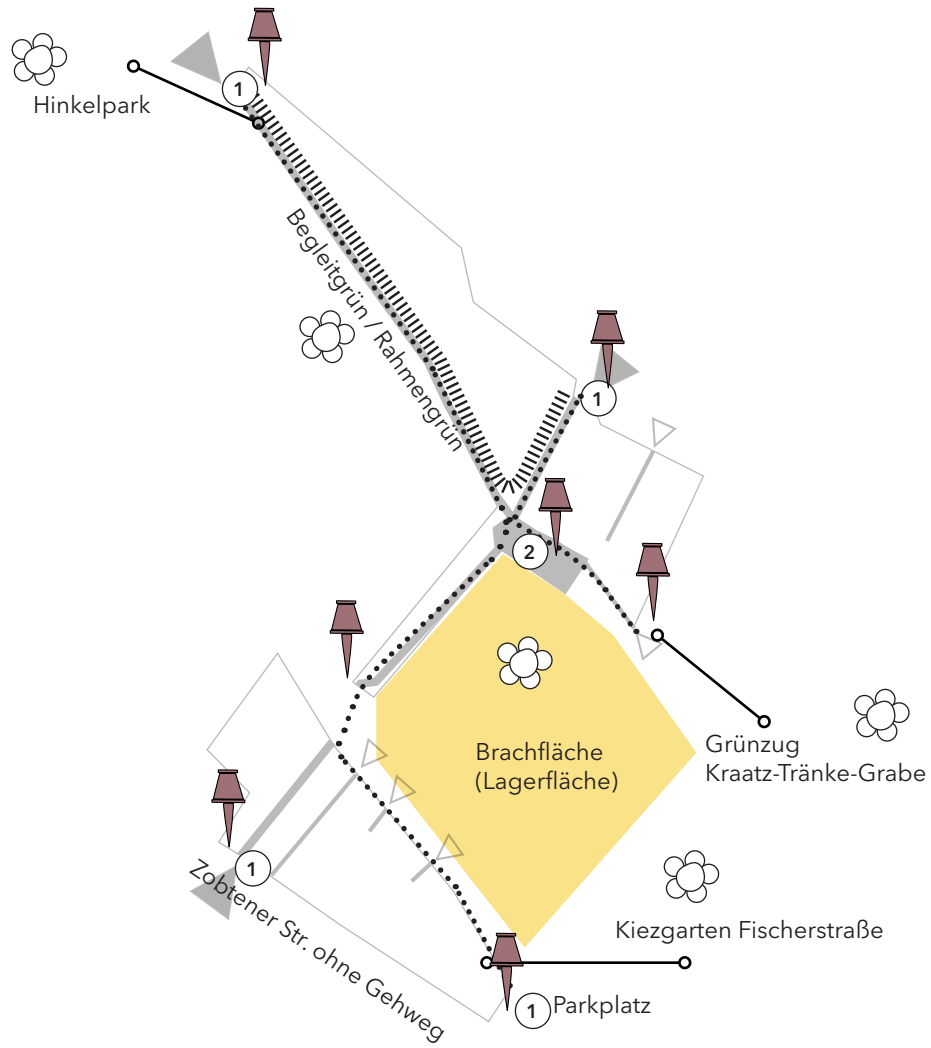 1
Hinkelpark
Begleitgrün / Rahmengrün
1
2
Brachfläche
(Lagerfläche)
Grünzug
Kraatz-Tränke-Grabe
1
Zobtener Str. ohne Gehweg
Kiezgarten Fischerstraße
1
Parkplatz